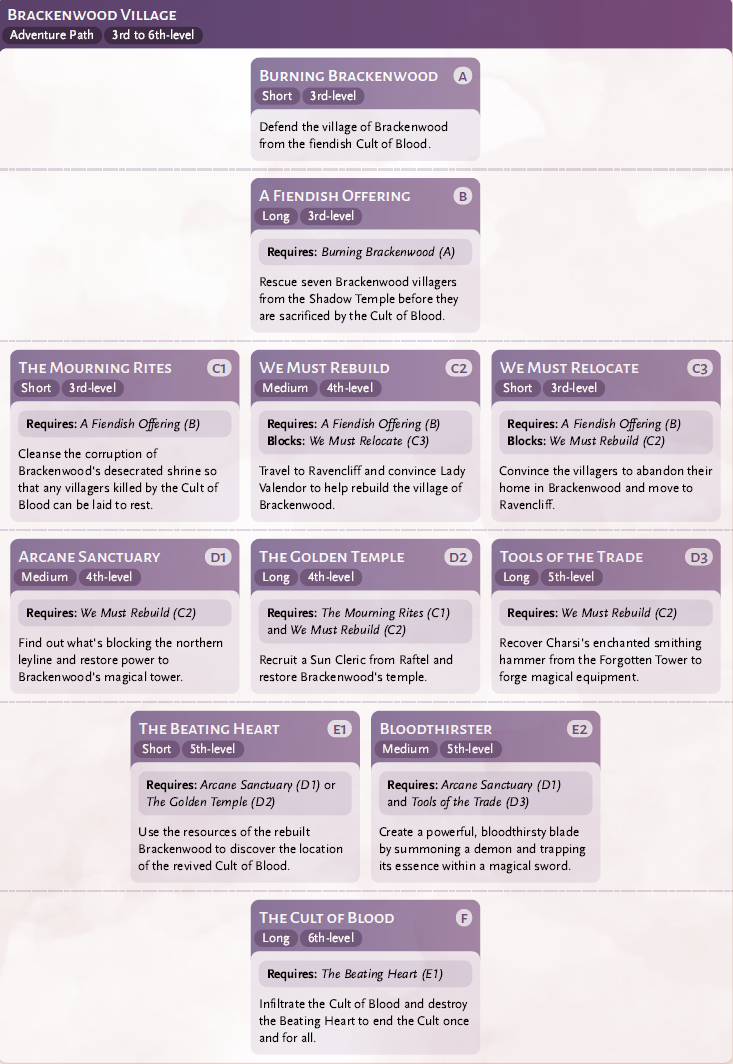 Brackenwood Village
Adventure Path 3rd to 6th-level
Burning Brackenwood A
Short 3rd-level
Defend the village of Brackenwood
from the fiendish Cult of Blood.
A Fiendish Offering B
Long 3rd-level
Requires: Burning Brackenwood (A)
Rescue seven Brackenwood villagers
from the Shadow Temple before they
are sacrificed by the Cult of Blood.
The Mourning Rites C1
Short 3rd-level
Requires: A Fiendish Offering (B)
Cleanse the corruption of
Brackenwood's desecrated shrine so
that any villagers killed by the Cult of
Blood can be laid to rest.
We Must Rebuild C2
Medium 4th-level
Requires: A Fiendish Offering (B)
Blocks: We Must Relocate (C3)
Travel to Ravencliff and convince Lady
Valendor to help rebuild the village of
Brackenwood.
We Must Relocate C3
Short 3rd-level
Requires: A Fiendish Offering (B)
Blocks: We Must Rebuild (C2)
Convince the villagers to abandon their
home in Brackenwood and move to
Ravencliff.
Arcane Sanctuary D1
Medium 4th-level
Requires: We Must Rebuild (C2)
Find out what's blocking the northern
leyline and restore power to
Brackenwood's magical tower.
The Golden Temple D2
Long 4th-level
Requires: The Mourning Rites (C1)
and We Must Rebuild (C2)
Recruit a Sun Cleric from Raftel and
restore Brackenwood's temple.
Tools of the Trade D3
Long 5th-level
Requires: We Must Rebuild (C2)
Recover Charsi's enchanted smithing
hammer from the Forgotten Tower to
forge magical equipment.
The Beating Heart E1
Short 5th-level
Requires: Arcane Sanctuary (D1) or
The Golden Temple (D2)
Use the resources of the rebuilt
Brackenwood to discover the location
of the revived Cult of Blood.
Bloodthirster E2
Medium 5th-level
Requires: Arcane Sanctuary (D1)
and Tools of the Trade (D3)
Create a powerful, bloodthirsty blade
by summoning a demon and trapping
its essence within a magical sword.
The Cult of Blood F
Long 6th-level
Requires: The Beating Heart (E1)
Infiltrate the Cult of Blood and destroy
the Beating Heart to end the Cult once
and for all.